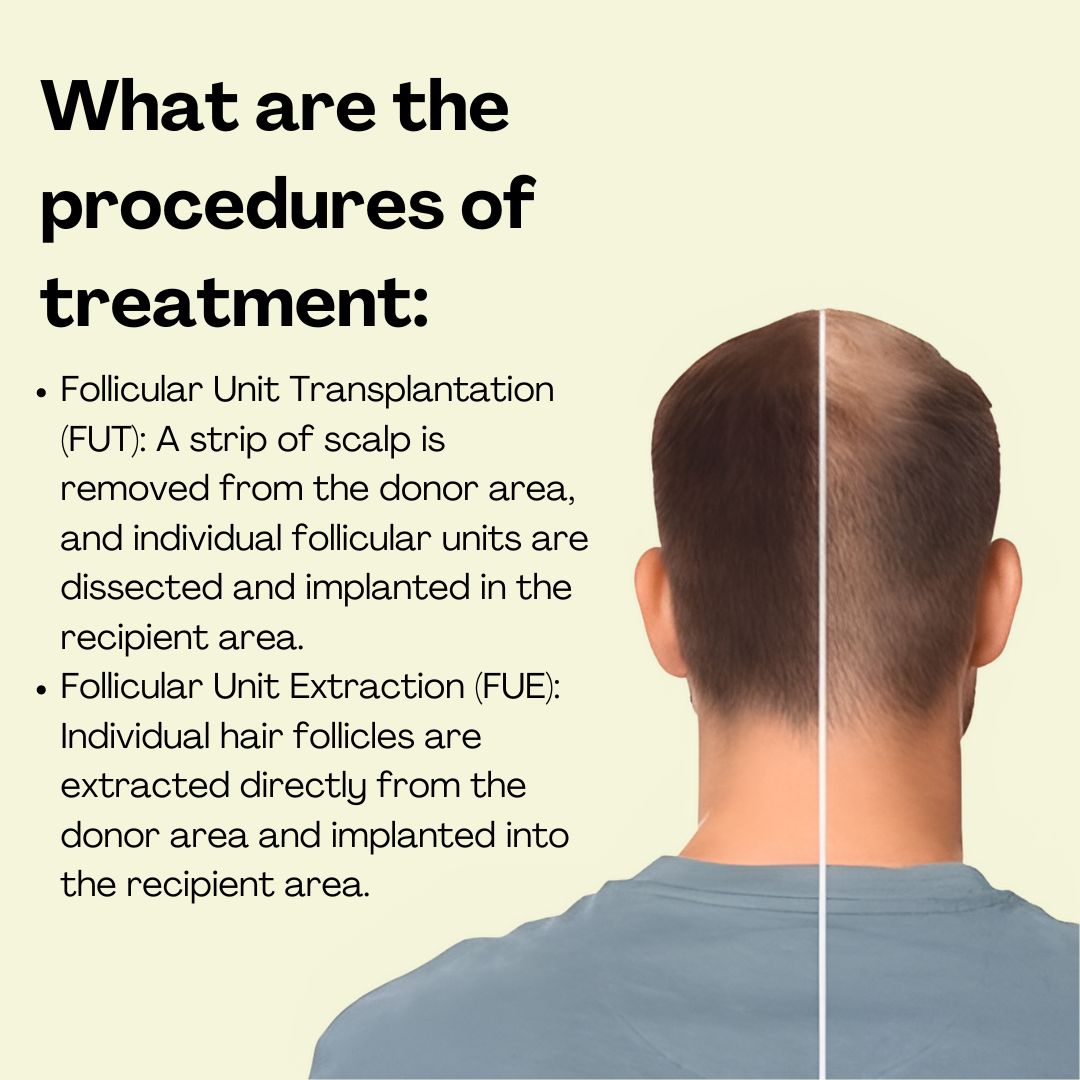 What are the
procedures of
treatment:
• Follicular Unit Transplantation
(FUT): A strip of scalp is
removed from the donor area,
and individual follicular units are
dissected and implanted in the
recipient area.
• Follicular Unit Extraction (FUE):
Individual hair follicles are
extracted directly from the
donor area and implanted into
the recipient area.